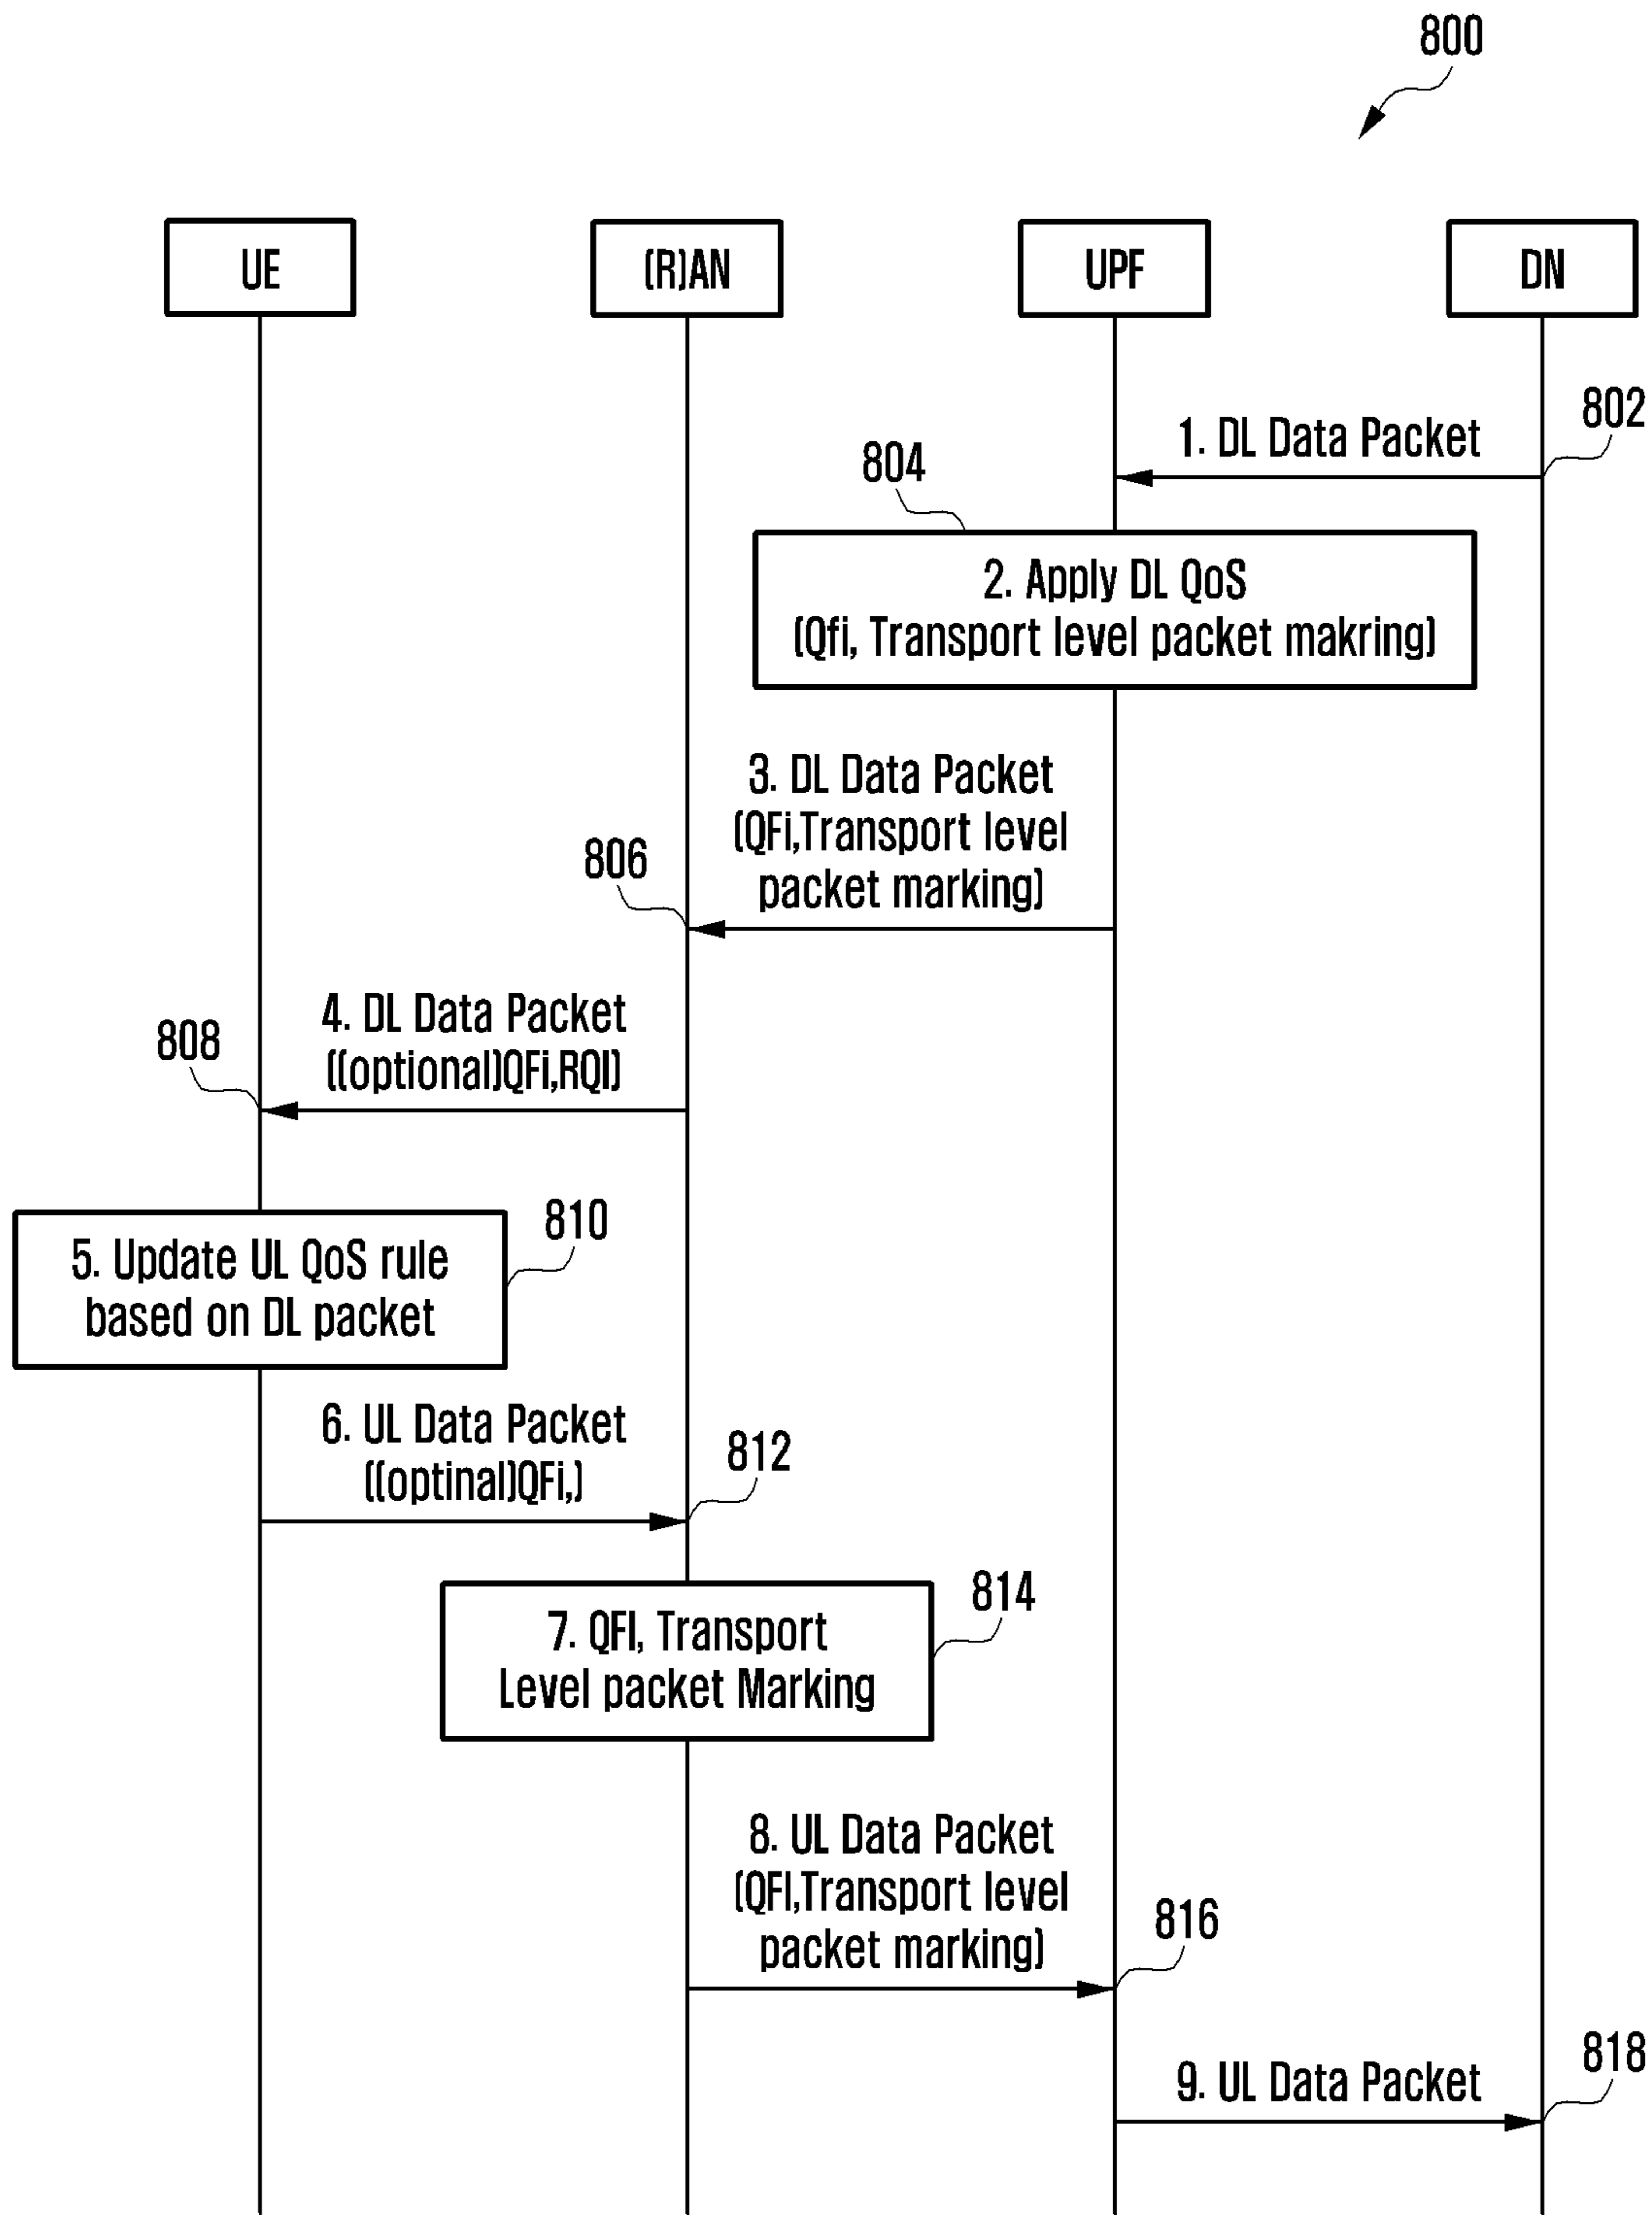 800
UE
(R)AN
UPF
DN
802
1. DL Data Packet
804
2. Apply DL QoS
(Qfi, Transport level packet makring)
3. DL Data Packet
(QFi,Transport level
packet marking)
806
4. DL Data Packet
((optional)QFi,RQI)
808
810
5. Update UL QoS rule
based on DL packet
6. UL Data Packet
((optinal)QFi,)
812
814
7. QFI, Transport
Level packet Marking
8. UL Data Packet
(QFI,Transport level
packet marking)
816
818
9. UL Data Packet